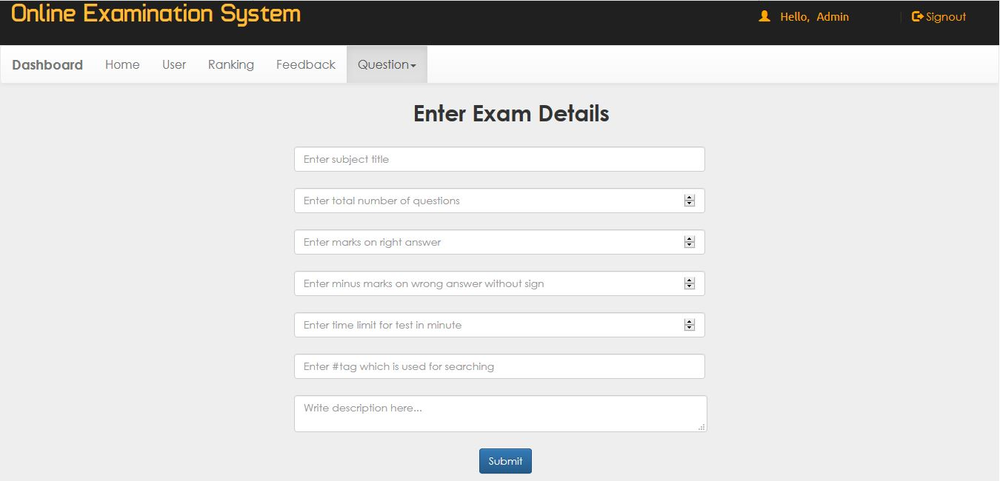 Online Examination System
Hello, Admin
Signout
Dashboard Home User Ranking Feedback Question
Enter Exam Details
Enter subject title
Enter total number of questions
Enter marks on right answer
Enter minus marks on wrong answer without sign
Enter time limit for test in minute
Enter #tag which is used for searching
Write description here...
Submit